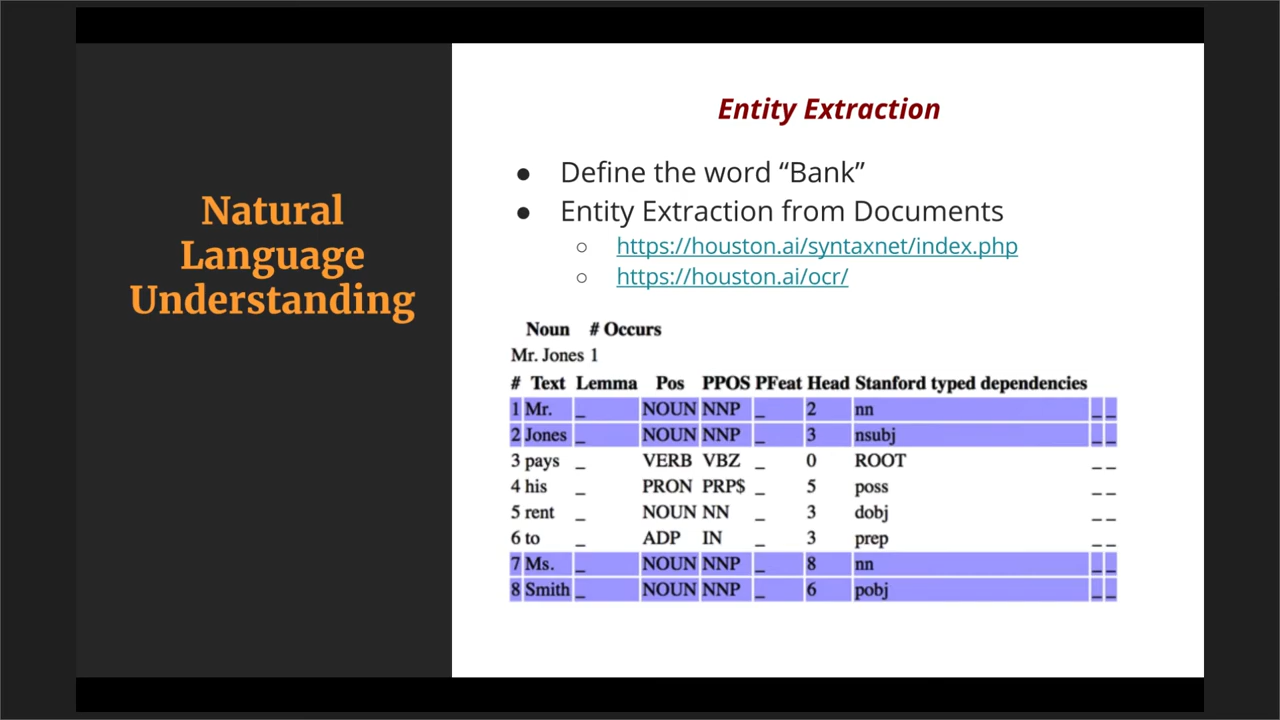 Natural
Language
Understanding
Entity Extraction
● Define the word “Bank”
● Entity Extraction from Documents
○ https://houston.ai/syntaxnet/index.php
○ https://houston.ai/ocr/
Noun # Occurs
Mr. Jones 1
# Text Lemma Pos PPOS PFeat Head Stanford typed dependencies
1 Mr. _ NOUN NNP _ 2 nn _ _
2 Jones _ NOUN NNP _ 3 nsubj _ _
3 pays _ VERB VBZ _ 0 ROOT _ _
4 his _ PRON PRP$ _ 5 poss _ _
5 rent _ NOUN NN _ 3 dobj _ _
6 to _ ADP IN _ 3 prep _ _
7 Ms. _ NOUN NNP _ 8 nn _ _
8 Smith _ NOUN NNP _ 6 pobj _ _